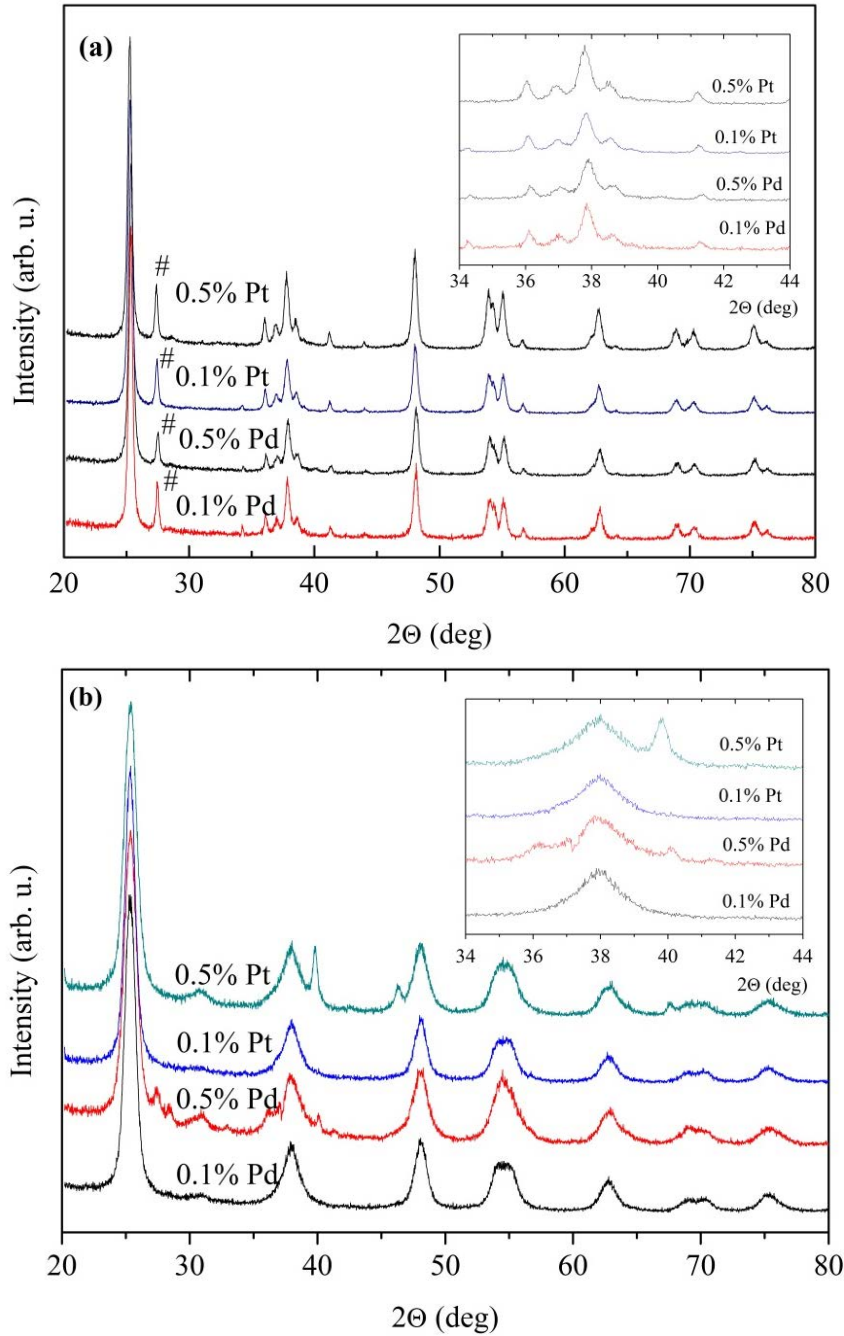 (a)
0.5% Pt
0.1% Pt
0.5% Pd
0.1% Pd
34 36 38 40 42 44
2Θ (deg)
#
0.5% Pt
#
0.1% Pt
#
0.5% Pd
#
0.1% Pd
Intensity (arb. u.)
20 30 40 50 60 70 80
2Θ (deg)
(b)
0.5% Pt
0.1% Pt
0.5% Pd
0.1% Pd
34 36 38 40 42 44
2Θ (deg)
0.5% Pt
0.1% Pt
0.5% Pd
0.1% Pd
Intensity (arb. u.)
20 30 40 50 60 70 80
2Θ (deg)